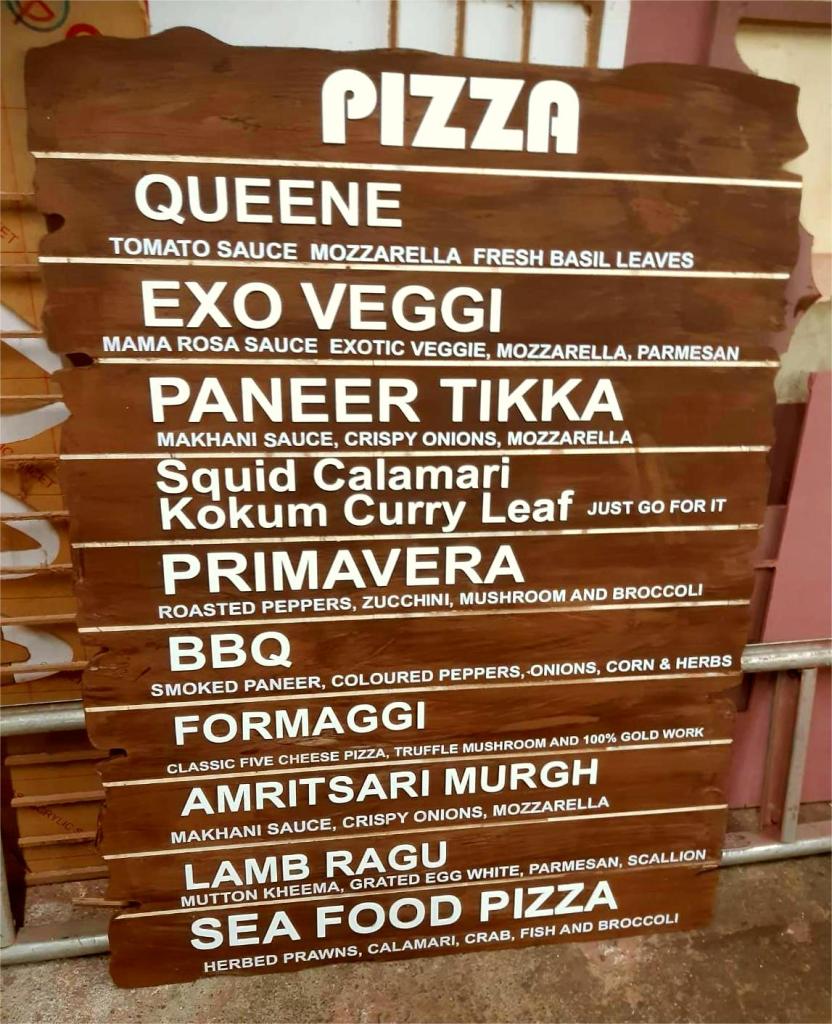 PIZZA
QUEENE
TOMATO SAUCE MOZZARELLA FRESH BASIL LEAVES
EXO VEGGI
MAMA ROSA SAUCE EXOTIC VEGGIE, MOZZARELLA, PARMESAN
PANEER TIKKA
MAKHANI SAUCE, CRISPY ONIONS, MOZZARELLA
Squid Calamari
Kokum Curry Leaf JUST GO FOR IT
PRIMAVERA
ROASTED PEPPERS, ZUCCHINI, MUSHROOM AND BROCCOLI
BBQ
SMOKED PANEER, COLOURED PEPPERS, ONIONS, CORN & HERBS
FORMAGGI
CLASSIC FIVE CHEESE PIZZA, TRUFFLE MUSHROOM AND 100% GOLD WORK
AMRITSARI MURGH
MAKHANI SAUCE, CRISPY ONIONS, MOZZARELLA
LAMB RAGU
MUTTON KHEEMA, GRATED EGG WHITE, PARMESAN, SCALLION
SEA FOOD PIZZA
HERBED PRAWNS, CALAMARI, CRAB, FISH AND BROCCOLI